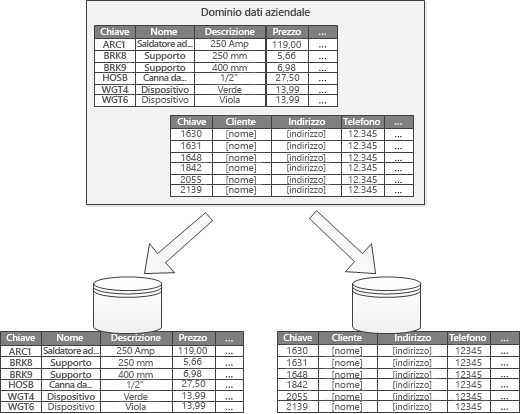 Dominio dati aziendale
Chiave Nome Descrizione Prezzo ...
ARC1 Saldatore ad... 250 Amp 119,00 ...
BRK8 Supporto 250 mm 5,66 ...
BRK9 Supporto 400 mm 6,98 ...
HOSB Canna da... 1/2” 27,50 ...
WGT4 Dispositivo Verde 13,99 ...
WGT6 Dispositivo Viola 13,99 ...
Chiave Cliente Indirizzo Telefono ...
1630 [nome] [indirizzo] 12.345 ...
1631 [nome] [indirizzo] 12.345 ...
1648 [nome] [indirizzo] 12.345 ...
1842 [nome] [indirizzo] 12.345 ...
2055 [nome] [indirizzo] 12.345 ...
2139 [nome] [indirizzo] 12.345 ...
Chiave Nome Descrizione Prezzo ...
ARC1 Saldatore ad... 250 Amp 119,00 ...
BRK8 Supporto 250 mm 5,66 ...
BRK9 Supporto 400 mm 6,98 ...
HOSB Canna da... 1/2” 27,50 ...
WGT4 Dispositivo Verde 13,99 ...
WGT6 Dispositivo Viola 13,99 ...
Chiave Cliente Indirizzo Telefono ...
1630 [nome] [indirizzo] 12345 ...
1631 [nome] [indirizzo] 12345 ...
1648 [nome] [indirizzo] 12345 ...
1842 [nome] [indirizzo] 12345 ...
2055 [nome] [indirizzo] 12345 ...
2139 [nome] [indirizzo] 12345 ...